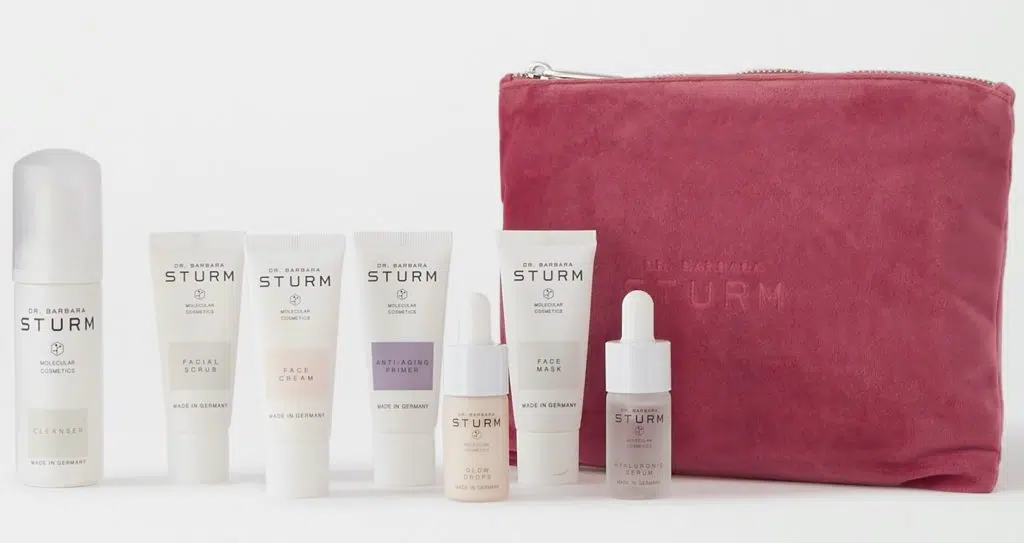 DR. BARBARA
STURM
MOLECULAR
COSMETICS
CLEANSER
MADE IN GERMANY
DR. BARBARA
STURM
MOLECULAR
COSMETICS
FACIAL
SCRUB
MADE IN GERMANY
DR. BARBARA
STURM
MOLECULAR
COSMETICS
FACE
CREAM
MADE IN GERMANY
DR. BARBARA
STURM
MOLECULAR
COSMETICS
ANTI-AGING
PRIMER
MADE IN GERMANY
DR. BARBARA
STURM
MOLECULAR
COSMETICS
GLOW
DROPS
MADE IN GERMANY
DR. BARBARA
STURM
MOLECULAR
COSMETICS
FACE
MASK
MADE IN GERMANY
DR. BARBARA
STURM
MOLECULAR
COSMETICS
HYALURONIC
SERUM
MADE IN GERMANY
DR. BARBARA
STURM